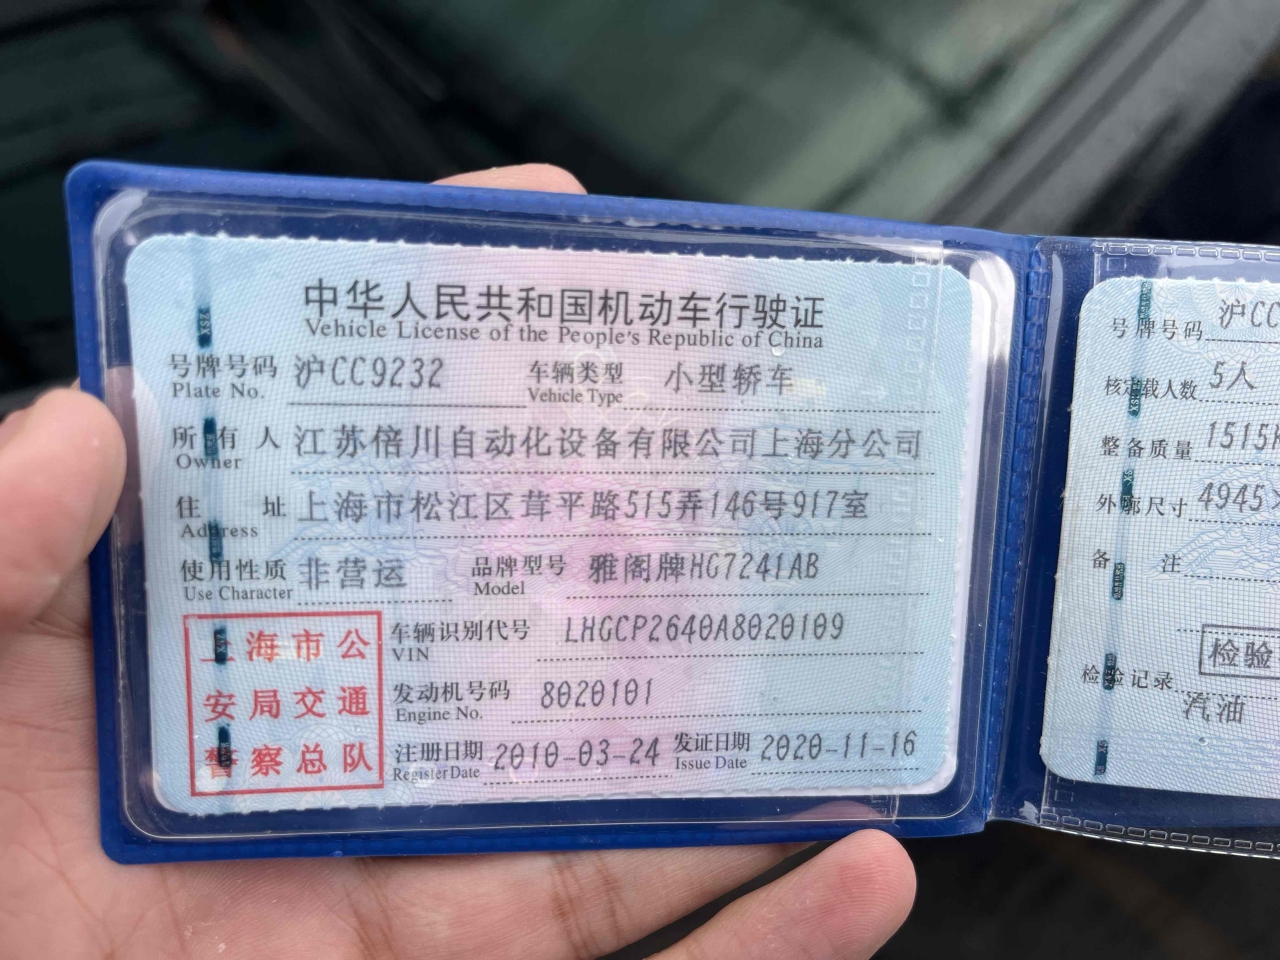 中华人民共和国机动车行驶证
Vehicle License of the People's Republic of China
号牌号码 沪CC9232 车辆类型 小型轿车
Plate No. Vehicle Type
所有人 江苏倍川自动化设备有限公司上海分公司
Owner
住址 上海市松江区茸平路515弄146号917室
Address
使用性质 非营运 品牌型号 雅阁牌HG7241AB
Use Character Model
上海市公
安局交通
警察总队
车辆识别代号 LHGCP2640A8020109
VIN
发动机号码 8020101
Engine No.
注册日期 2010-03-24 发证日期 2020-11-16
Register Date Issue Date
号牌号码 沪CC
核定载人数 5人
整备质量 1515
外廓尺寸 4945
备注
检验
检验记录
汽油